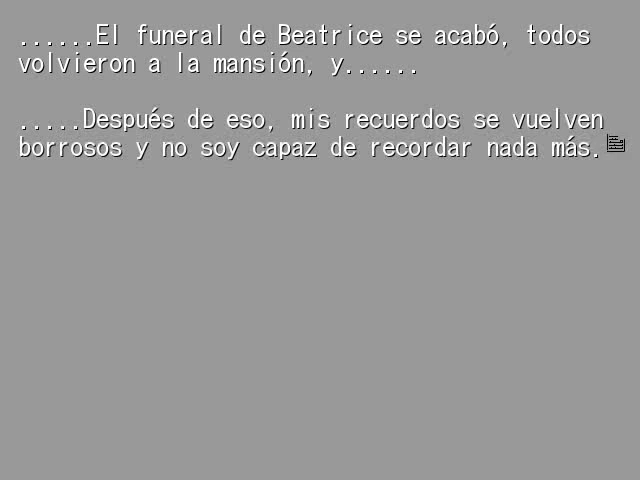 ......El funeral de Beatrice se acabó, todos
volvieron a la mansión, y......
.....Después de eso, mis recuerdos se vuelven
borrosos y no soy capaz de recordar nada más.